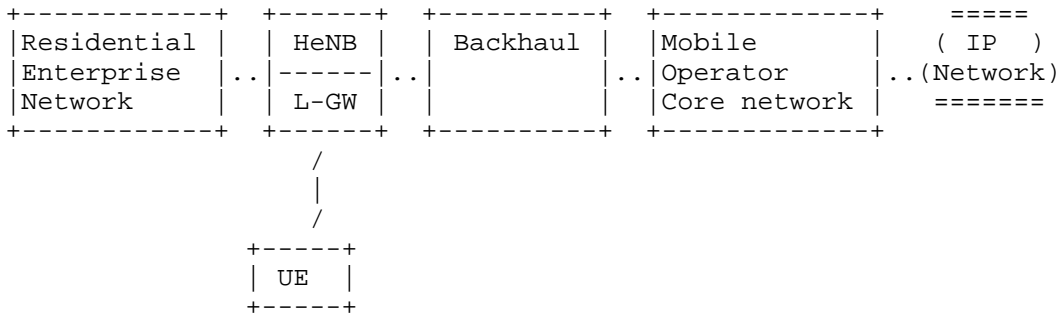 +------------+  +------+  +----------+  +-------------+    =====
|Residential |  | HeNB |  | Backhaul |  |Mobile       |   ( IP  )
|Enterprise  |..|------|..|          |..|Operator     |..(Network)
|Network     |  | L-GW |  |          |  |Core network |   =======
+------------+  +------+  +----------+  +-------------+
                   /
                   |
                   /
               +-----+
               | UE  |
               +-----+